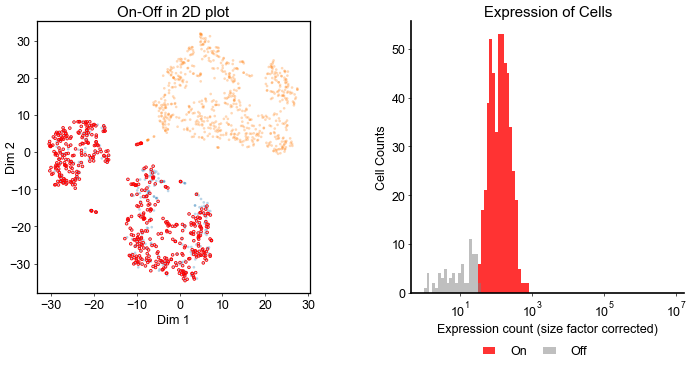 On-Off in 2D plot
Dim 2
30
20
10
0
−10
−20
−30
−30 −20 −10 0 10 20 30
Dim 1
Expression of Cells
Cell Counts
50
40
30
20
10
0
10^1 10^3 10^5 10^7
Expression count (size factor corrected)
On Off